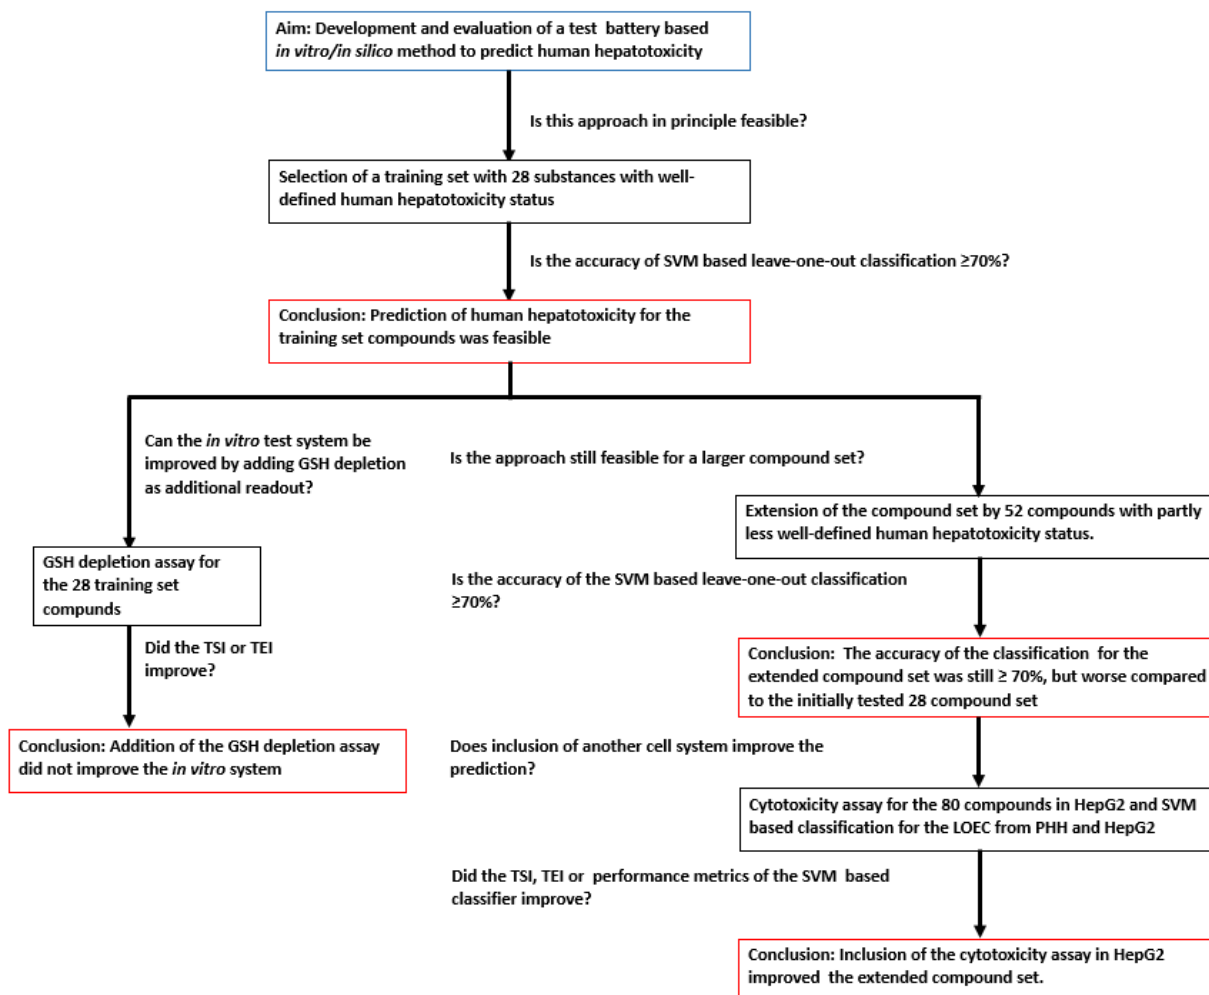 Aim: Development and evaluation of a test battery based
in vitro/in silico method to predict human hepatotoxicity
Is this approach in principle feasible?
Selection of a training set with 28 substances with well-
defined human hepatotoxicity status
Is the accuracy of SVM based leave-one-out classification ≥70%?
Conclusion: Prediction of human hepatotoxicity for the
training set compounds was feasible
Can the in vitro test system be
improved by adding GSH depletion
as additional readout?
GSH depletion assay for
the 28 training set
compunds
Did the TSI or TEI
improve?
Conclusion: Addition of the GSH depletion assay
did not improve the in vitro system
Is the approach still feasible for a larger compound set?
Extension of the compound set by 52 compounds with partly
less well-defined human hepatotoxicity status.
Is the accuracy of the SVM based leave-one-out classification
≥70%?
Conclusion: The accuracy of the classification for the
extended compound set was still ≥ 70%, but worse compared
to the initially tested 28 compound set
Does inclusion of another cell system improve the
prediction?
Cytotoxicity assay for the 80 compounds in HepG2 and SVM
based classification for the LOEC from PHH and HepG2
Did the TSI, TEI or performance metrics of the SVM based
classifier improve?
Conclusion: Inclusion of the cytotoxicity assay in HepG2
improved the extended compound set.